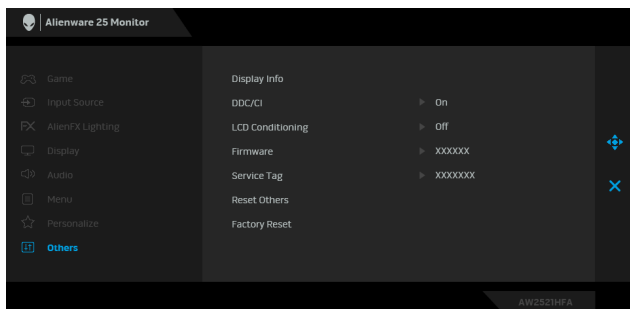 Alienware 25 Monitor
Game
Input Source
AlienFX Lighting
Display
Audio
Menu
Personalize
Others
Display Info
DDC/CI On
LCD Conditioning Off
Firmware XXXXXX
Service Tag XXXXXXX
Reset Others
Factory Reset
AW2521HFA